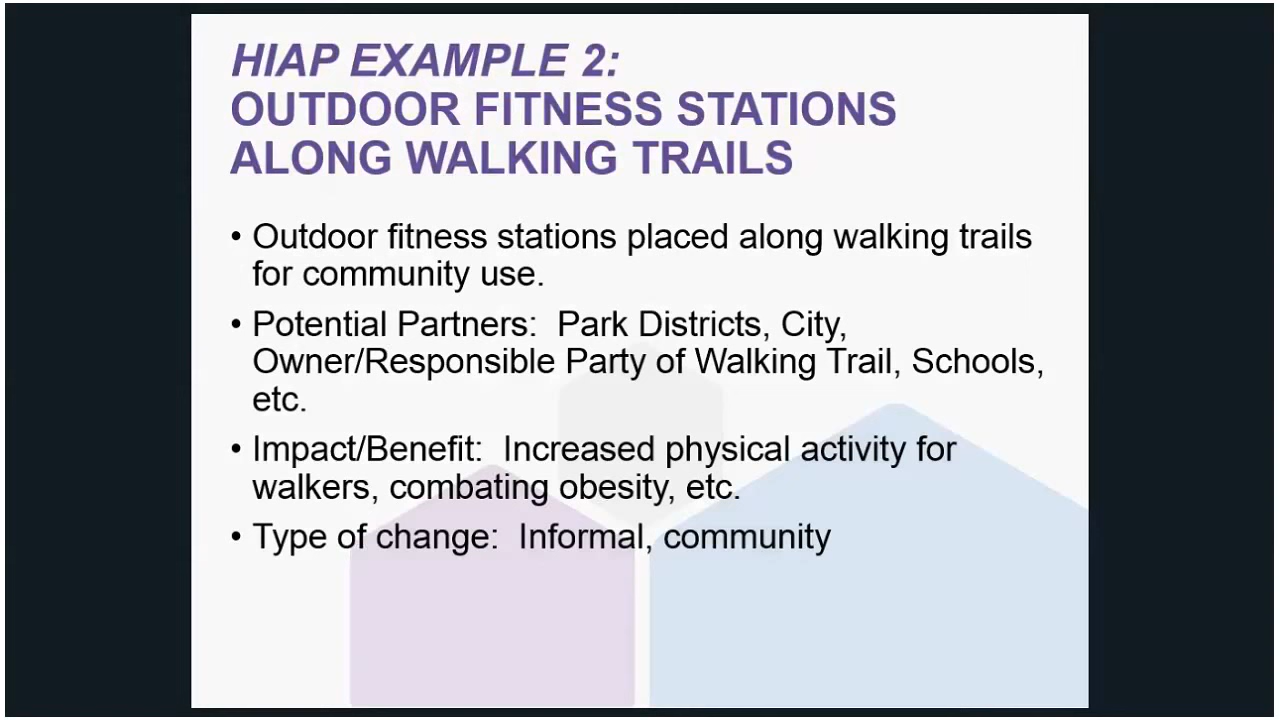 HIAP EXAMPLE 2:
OUTDOOR FITNESS STATIONS
ALONG WALKING TRAILS
• Outdoor fitness stations placed along walking trails
for community use.
• Potential Partners:  Park Districts, City,
Owner/Responsible Party of Walking Trail, Schools,
etc.
• Impact/Benefit:  Increased physical activity for
walkers, combating obesity, etc.
• Type of change:  Informal, community